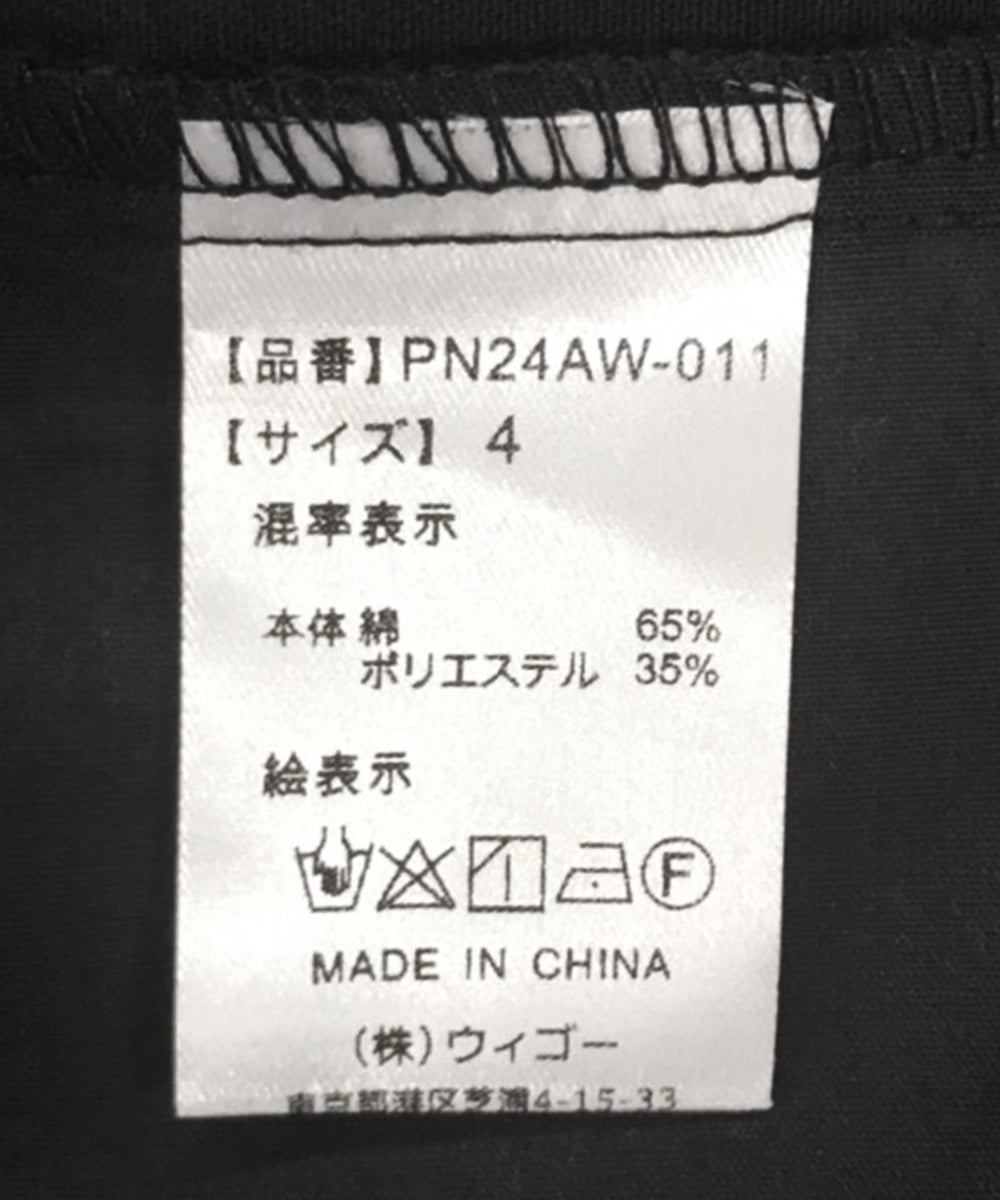 【品番】PN24AW-011
【サイズ】 4
混率表示
本体 綿 65%
ポリエステル 35%
絵表示
F
MADE IN CHINA
(株)ウィゴー
東京都港区芝浦4-15-33